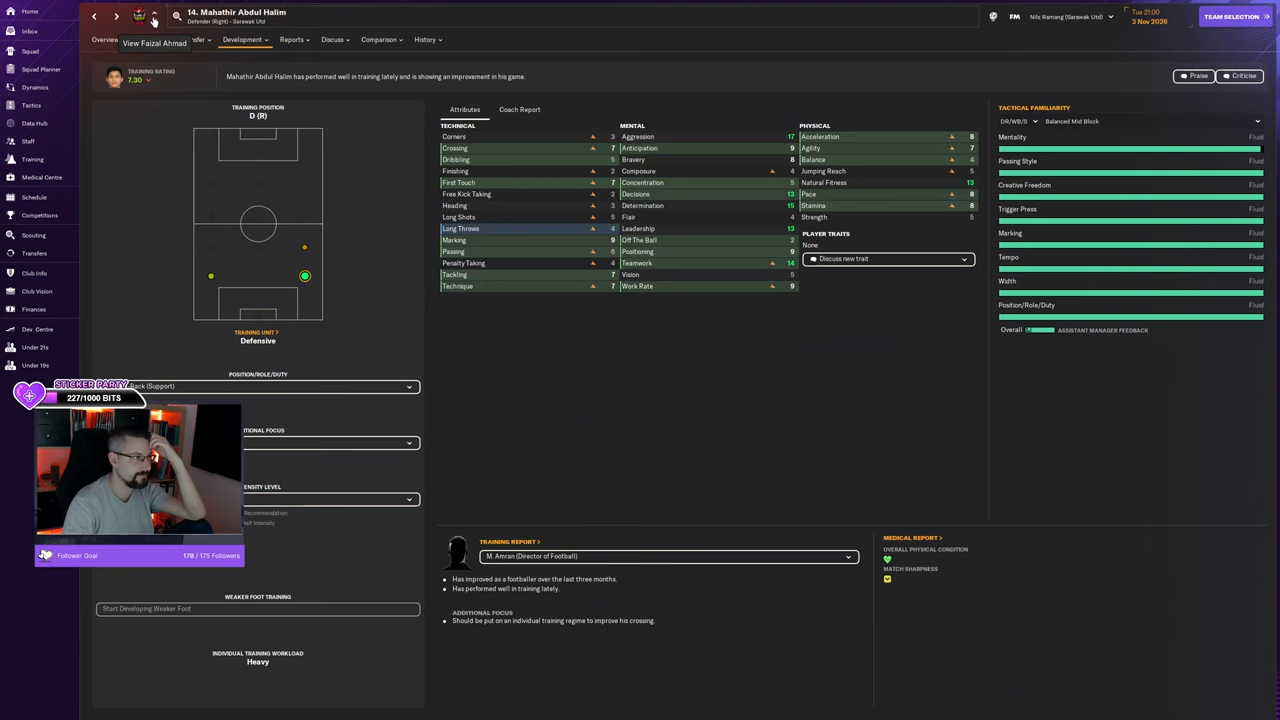 14. Mahathir Abdul Halim
Defender (Right) - Sarawak Utd
FM
Nils Ramang (Sarawak Utd)
Tue 21:00
3 Nov 2026
TEAM SELECTION
View Faizal Ahmad
Development
Reports
Discuss
Comparison
History
Home
Inbox
Squad
Squad Planner
Dynamics
Tactics
Data Hub
Staff
Training
Medical Centre
Schedule
Competitions
Scouting
Transfers
Club Info
Club Vision
Finances
Dev. Centre
Under 21s
Under 19s
TRAINING RATING
7.30
Mahathir Abdul Halim has performed well in training lately and is showing an improvement in his game.
Praise
Criticise
TRAINING POSITION
D (R)
TRAINING UNIT
Defensive
POSITION/ROLE/DUTY
Back (Support)
ITIONAL FOCUS
ENSITY LEVEL
Recommendation
Half Intensity
WEAKER FOOT TRAINING
Start Developing Weaker Foot
INDIVIDUAL TRAINING WORKLOAD
Heavy
Attributes
Coach Report
TECHNICAL
Corners 3
Crossing 7
Dribbling 5
Finishing 2
First Touch 7
Free Kick Taking 2
Heading 3
Long Shots 5
Long Throws 4
Marking 9
Passing 6
Penalty Taking 4
Tackling 7
Technique 7
MENTAL
Aggression 17
Anticipation 9
Bravery 8
Composure 4
Concentration 5
Decisions 13
Determination 15
Flair 4
Leadership 13
Off The Ball 2
Positioning 9
Teamwork 14
Vision 5
Work Rate 9
PHYSICAL
Acceleration 8
Agility 7
Balance 4
Jumping Reach 5
Natural Fitness 13
Pace 8
Stamina 8
Strength 5
PLAYER TRAITS
None
Discuss new trait
TACTICAL FAMILIARITY
DR/WB/S
Balanced Mid Block
Mentality Fluid
Passing Style Fluid
Creative Freedom Fluid
Trigger Press Fluid
Marking Fluid
Tempo Fluid
Width Fluid
Position/Role/Duty Fluid
Overall
ASSISTANT MANAGER FEEDBACK
TRAINING REPORT
M. Amran (Director of Football)
Has improved as a footballer over the last three months.
Has performed well in training lately.
ADDITIONAL FOCUS
Should be put on an individual training regime to improve his crossing.
MEDICAL REPORT
OVERALL PHYSICAL CONDITION
MATCH SHARPNESS
STICKER PARTY
227/1000 BITS
Follower Goal
178 / 175 Followers